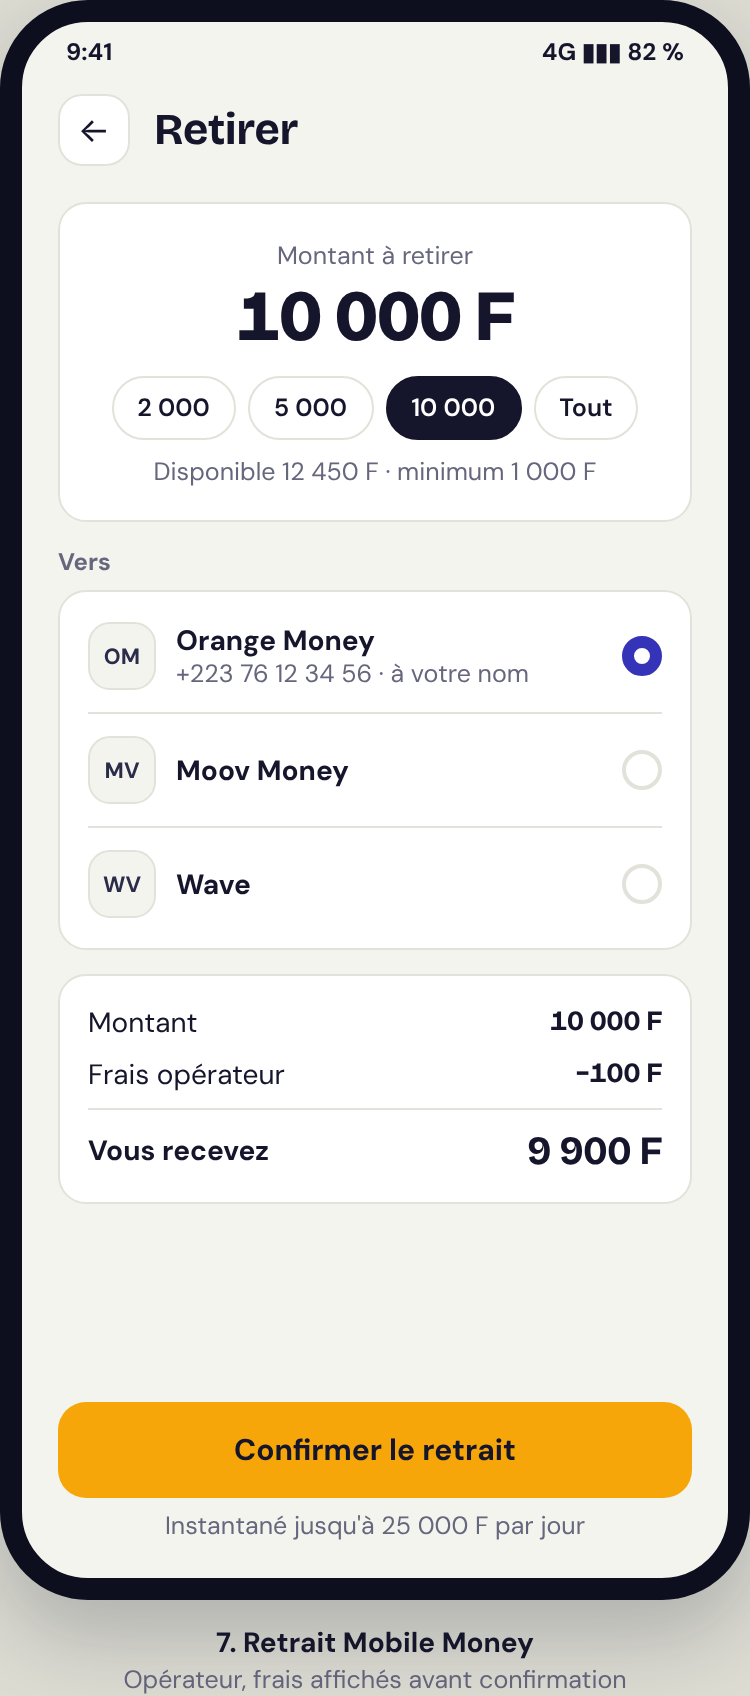 9:41
4G 82 %
← Retirer
Montant à retirer
10 000 F
2 000
5 000
10 000
Tout
Disponible 12 450 F · minimum 1 000 F
Vers
OM
Orange Money
+223 76 12 34 56 · à votre nom
MV
Moov Money
WV
Wave
Montant 10 000 F
Frais opérateur −100 F
Vous recevez 9 900 F
Confirmer le retrait
Instantané jusqu'à 25 000 F par jour
7. Retrait Mobile Money
Opérateur, frais affichés avant confirmation